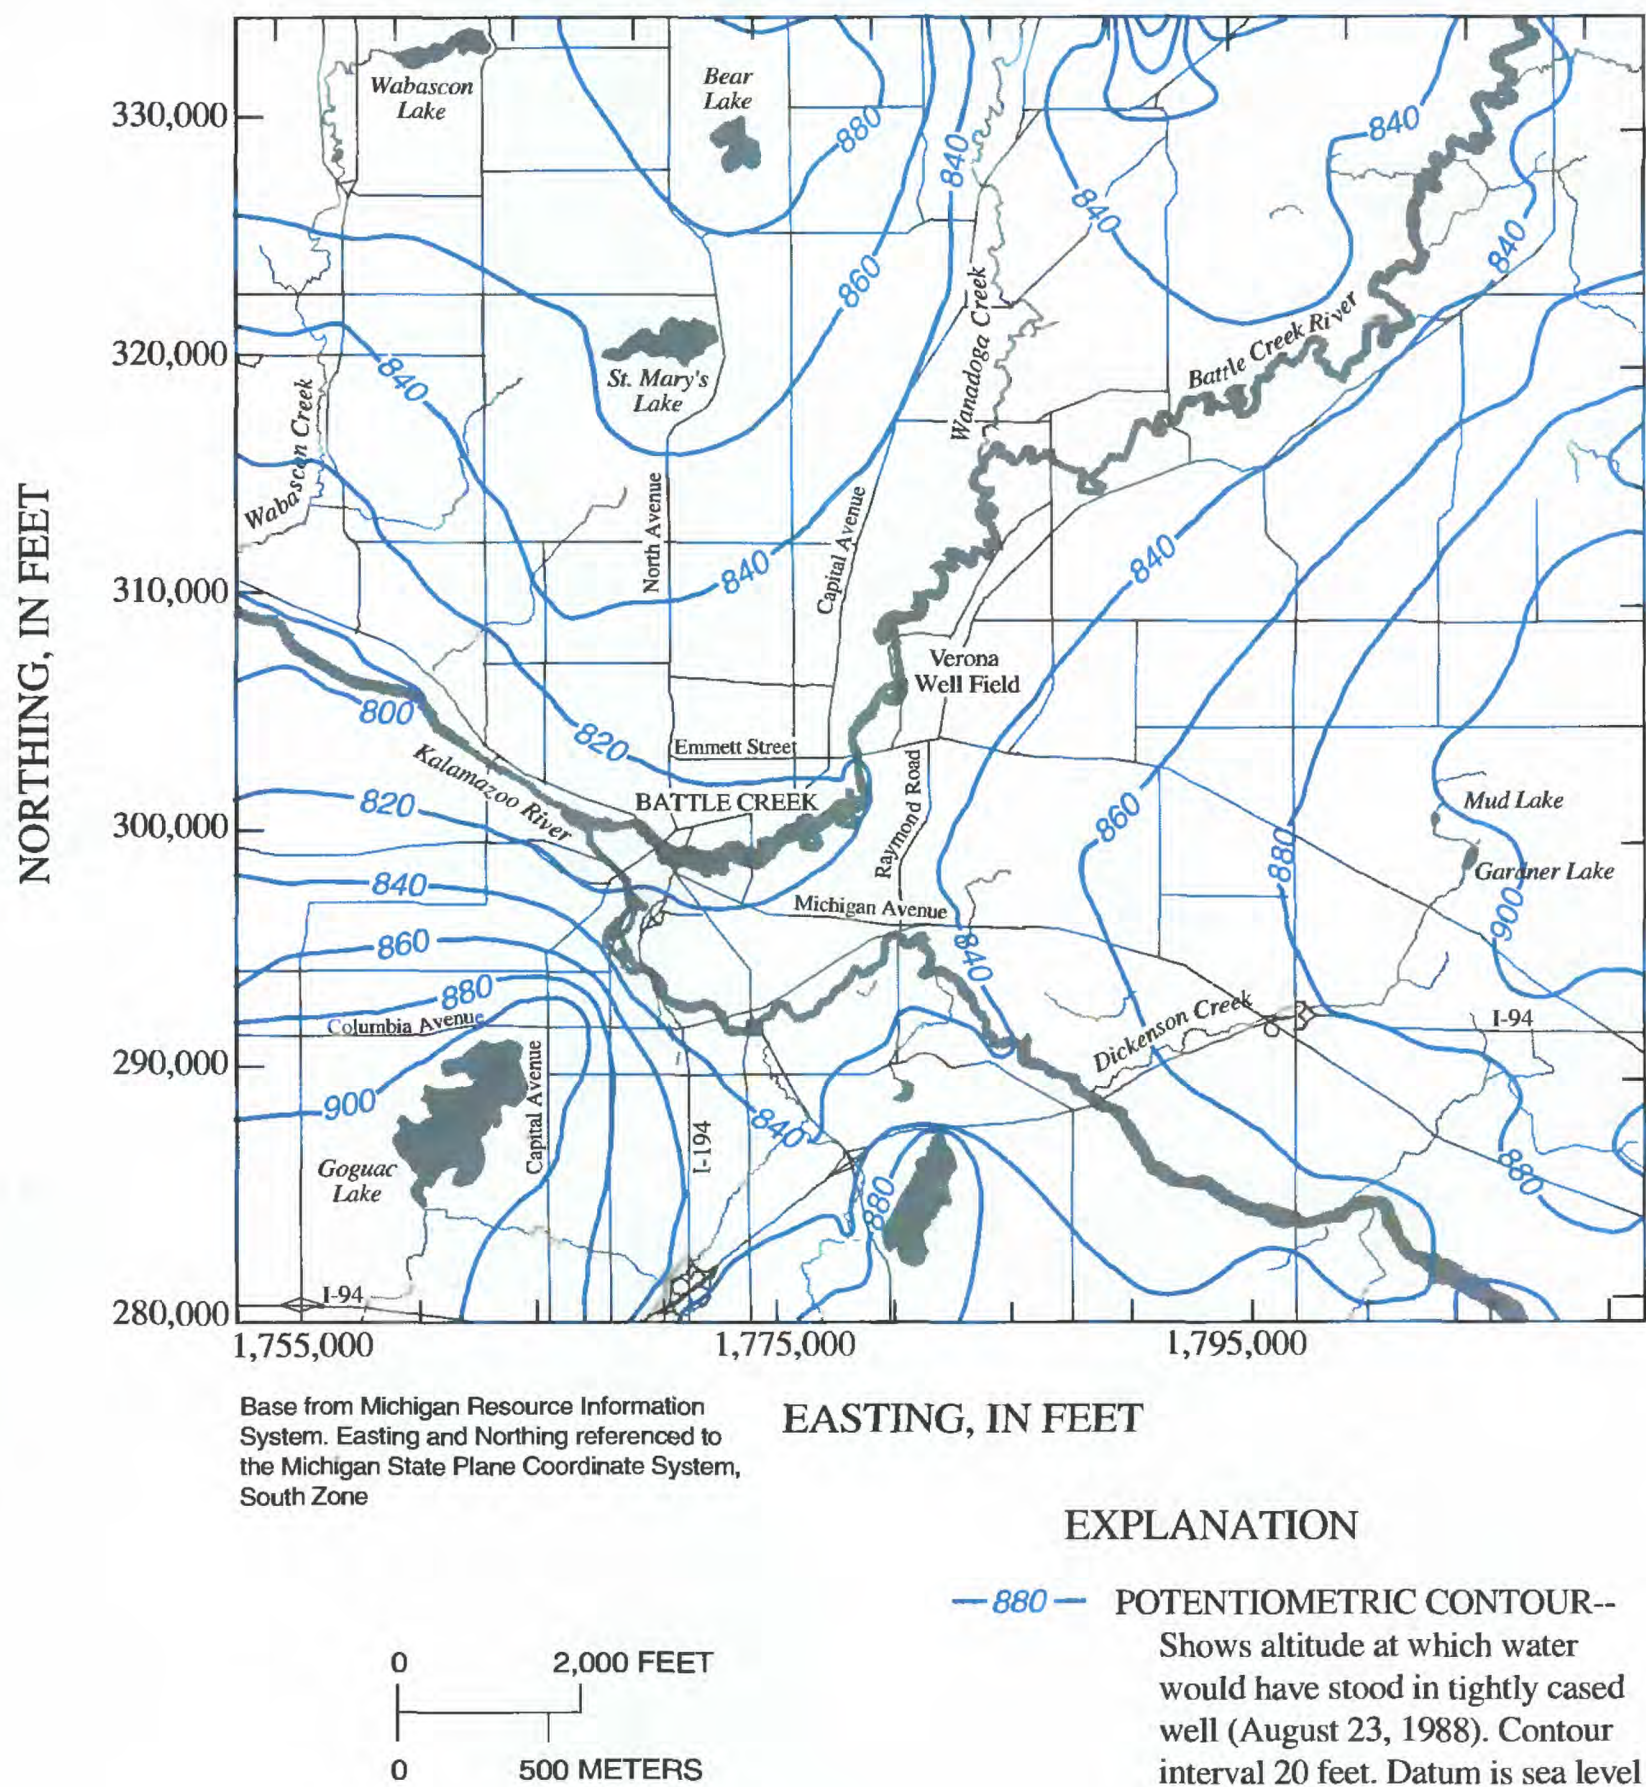 330,000
320,000
310,000
300,000
290,000
280,000
NORTHING, IN FEET
1,755,000
1,775,000
1,795,000
EASTING, IN FEET
Wabascon
Lake
Bear
Lake
880
840
840
840
860
840
Wanadoga Creek
Battle Creek River
St. Mary's
Lake
840
Wabascon Creek
North Avenue
Capital Avenue
840
840
Verona
Well Field
800
820
Emmett Street
Kalamazoo River
BATTLE CREEK
820
Raymond Road
860
880
Mud Lake
Gardner Lake
840
Michigan Avenue
900
860
840
880
Columbia Avenue
Dickenson Creek
I-94
900
Capital Avenue
I-194
840
Goguac
Lake
880
880
I-94
Base from Michigan Resource Information
System. Easting and Northing referenced to
the Michigan State Plane Coordinate System,
South Zone
EXPLANATION
880 POTENTIOMETRIC CONTOUR--
Shows altitude at which water
would have stood in tightly cased
well (August 23, 1988). Contour
interval 20 feet. Datum is sea level
0 2,000 FEET
0 500 METERS